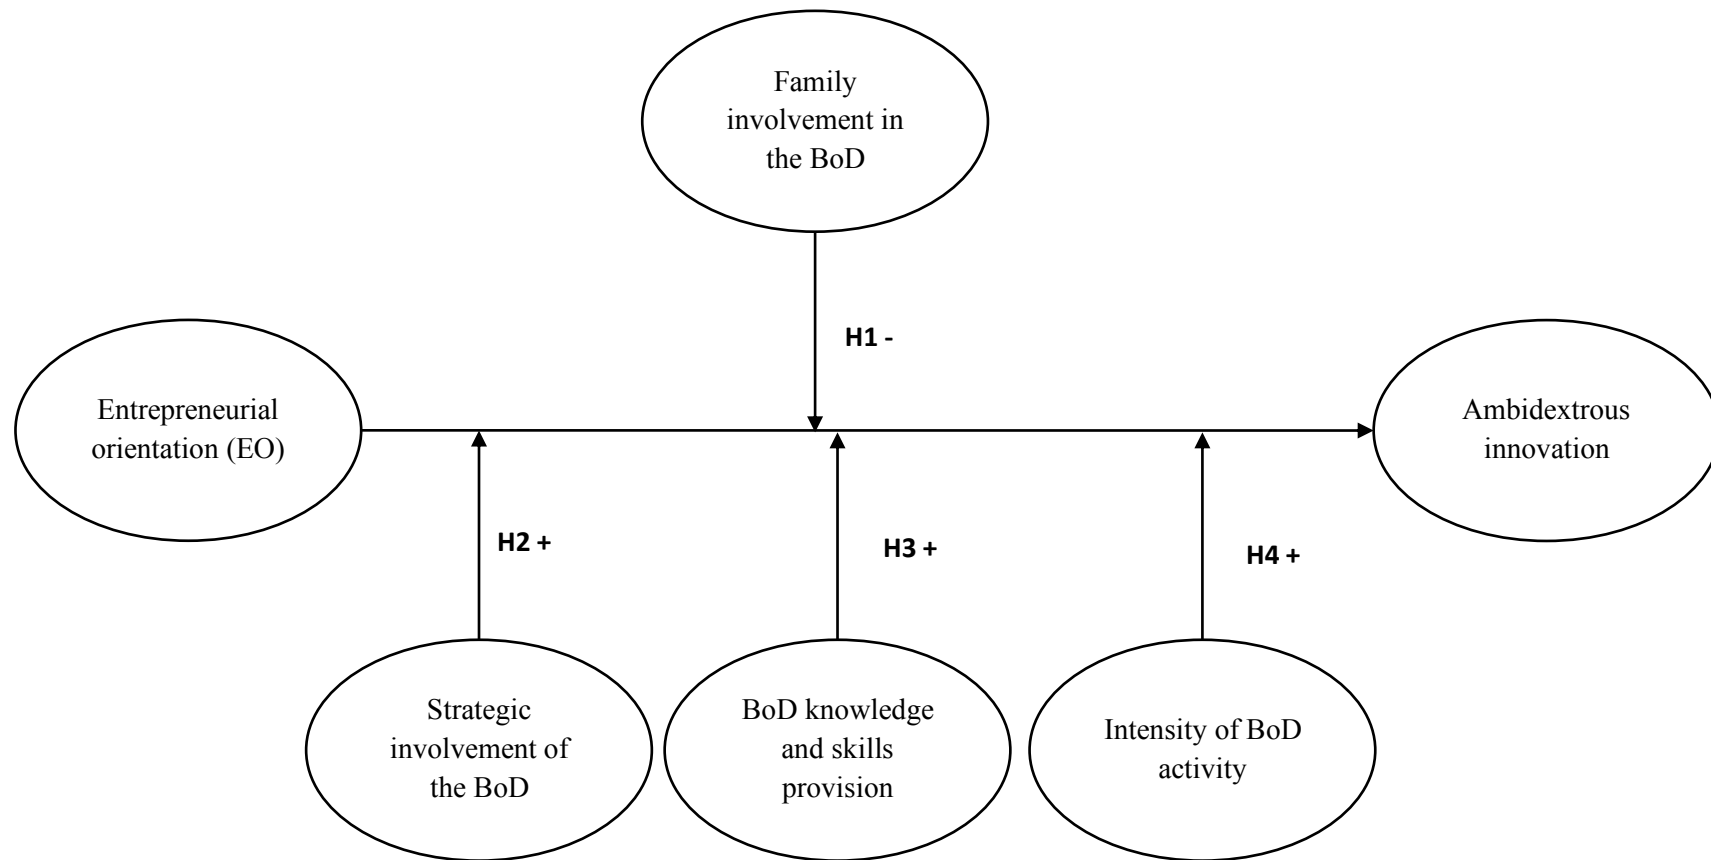 Family
involvement in
the BoD
H1 -
Entrepreneurial
orientation (EO)
Ambidextrous
innovation
H2 +
H3 +
H4 +
Strategic
involvement of
the BoD
BoD knowledge
and skills
provision
Intensity of BoD
activity